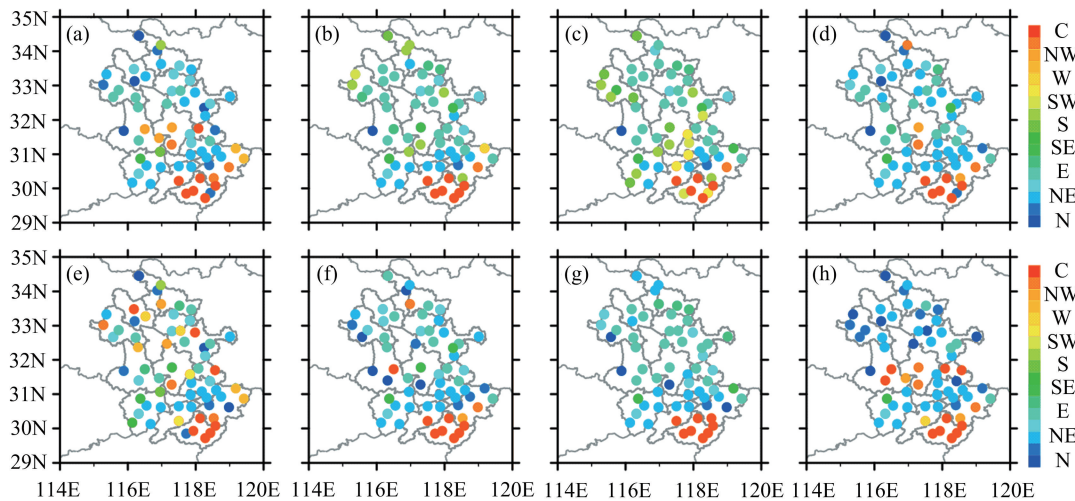 35N
34N
33N
32N
31N
30N
29N
(a)
(b)
(c)
(d)
C
NW
W
SW
S
SE
E
NE
N
35N
34N
33N
32N
31N
30N
29N
(e)
(f)
(g)
(h)
C
NW
W
SW
S
SE
E
NE
N
114E 116E 118E 120E 114E 116E 118E 120E 114E 116E 118E 120E 114E 116E 118E 120E